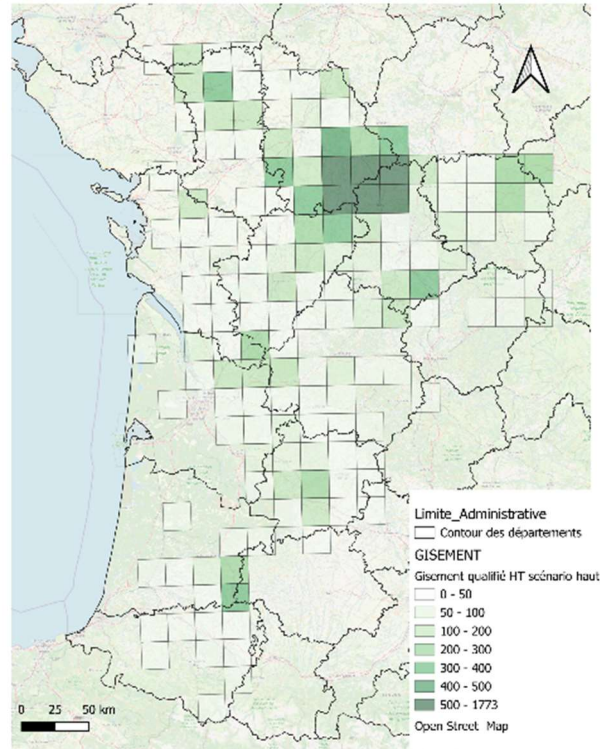 Limite_Administrative
Contour des départements
GISEMENT
Gisement qualifié HT scénario haut
0 - 50
50 - 100
100 - 200
200 - 300
300 - 400
400 - 500
500 - 1773
Open Street Map
0 25 50 km